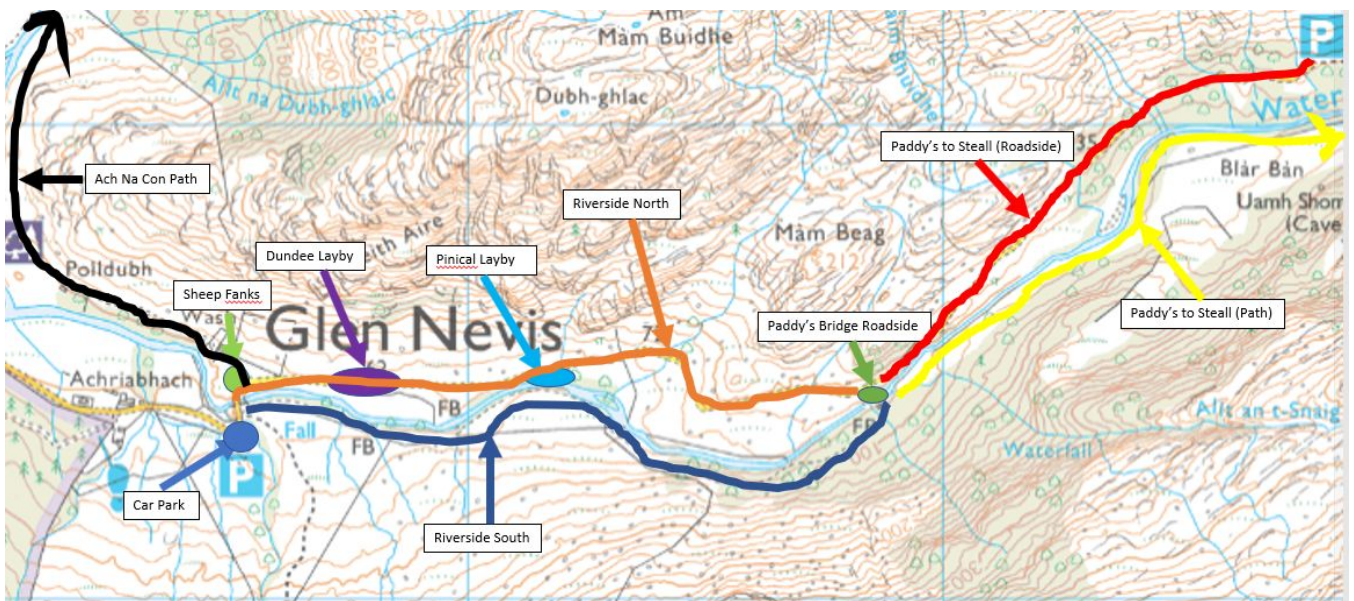 Am
Màm Buidhe
Allt na Dubh-ghlaic
Dubh-ghlac
P
Water
Paddy's to Steall (Roadside)
35
Ach Na Con Path
Blàr Bàn
Riverside North
Uamh Shom
(Cave
Màm Beag
Dundee Layby
Pinical Layby
212
Polldubh
Sheep Fanks
Paddy's to Steall (Path)
Paddy's Bridge Roadside
Glen Nevis
Achriabhach
FB
Fall
FB
Allt an t-Snaig
Waterfall
P
Car Park
Riverside South
300